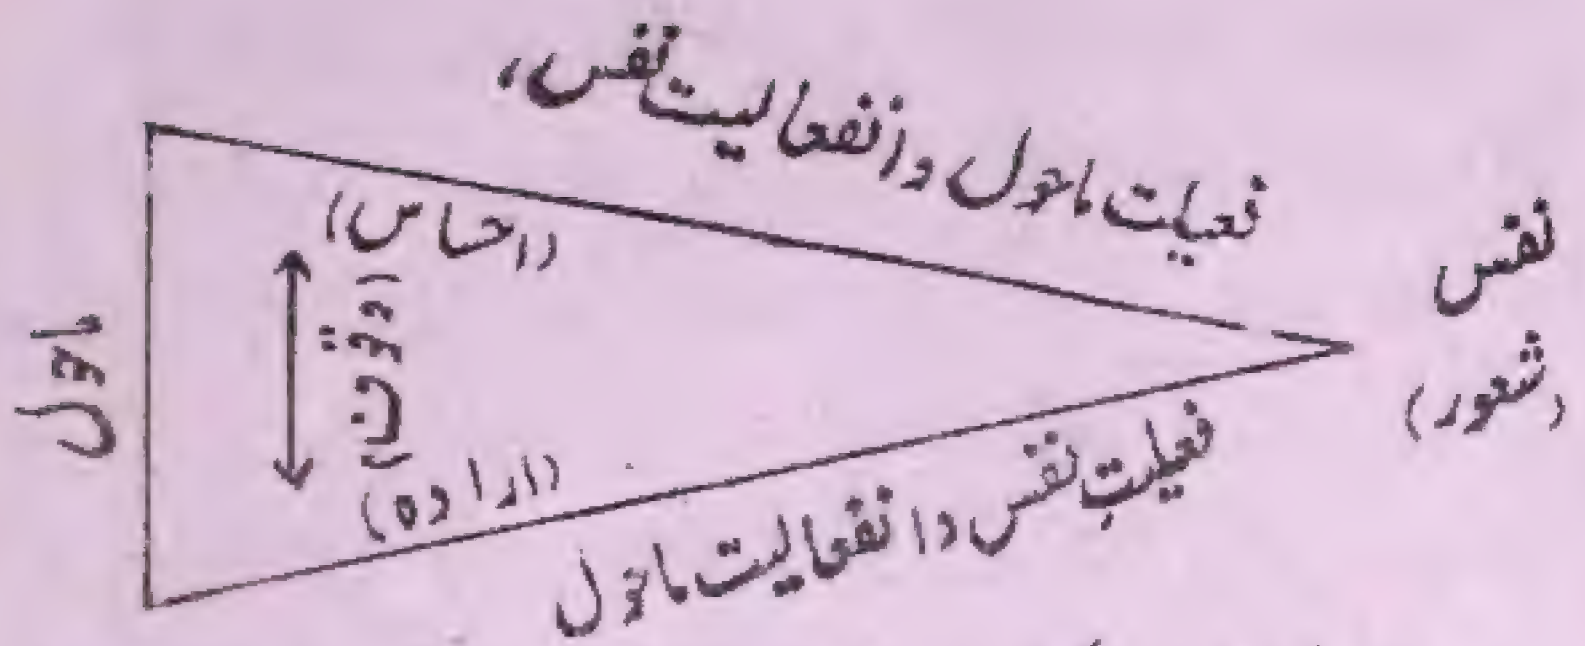 فعلیت ماحول و انفعالیت نفس،
نفس
(شعور)
(احساس)
(وقوف)
ماحول
(ارادہ)
فعلیتِ نفس و انفعالیت ماحول